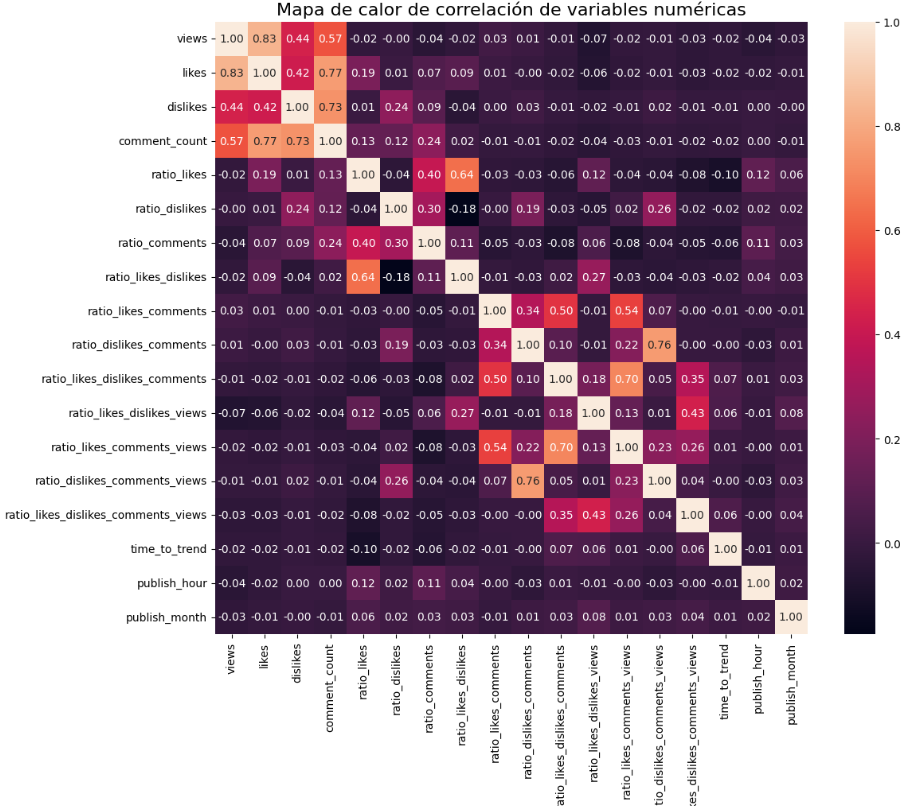 Mapa de calor de correlación de variables numéricas
views 1.00 0.83 0.44 0.57 -0.02 -0.00 -0.04 -0.02 0.03 0.01 -0.01 -0.07 -0.02 -0.01 -0.03 -0.02 -0.04 -0.03
likes 0.83 1.00 0.42 0.77 0.19 0.01 0.07 0.09 0.01 -0.00 -0.02 -0.06 -0.02 -0.01 -0.01 -0.02 -0.02 -0.01
dislikes 0.44 0.42 1.00 0.73 0.01 0.24 0.09 -0.04 0.00 0.03 -0.01 -0.02 -0.01 0.02 -0.01 -0.01 0.00 -0.00
comment_count 0.57 0.77 0.73 1.00 0.13 0.12 0.24 0.02 -0.01 -0.01 -0.02 -0.04 -0.03 -0.01 -0.02 -0.02 0.00 -0.01
ratio_likes -0.02 0.19 0.01 0.13 1.00 -0.04 0.40 0.64 -0.03 -0.03 -0.06 0.12 -0.04 -0.04 -0.08 -0.10 0.12 0.06
ratio_dislikes -0.00 0.01 0.24 0.12 -0.04 1.00 0.30 -0.18 -0.00 0.19 -0.03 -0.05 0.02 0.26 -0.02 -0.02 0.02 0.02
ratio_comments -0.04 0.07 0.09 0.24 0.40 0.30 1.00 0.11 -0.05 -0.03 -0.08 0.06 -0.08 -0.04 -0.05 -0.06 0.11 0.03
ratio_likes_dislikes -0.02 0.09 -0.04 0.02 0.64 -0.18 0.11 1.00 -0.01 -0.03 0.02 0.27 -0.03 -0.04 -0.03 -0.02 0.04 0.03
ratio_likes_comments 0.03 0.01 0.00 -0.01 -0.03 -0.00 -0.05 -0.01 1.00 0.34 0.50 -0.01 0.54 0.07 -0.00 -0.01 -0.00 -0.01
ratio_dislikes_comments 0.01 -0.00 0.03 -0.01 -0.03 0.19 -0.03 -0.03 0.34 1.00 0.10 -0.01 0.22 0.76 -0.00 -0.00 -0.03 0.01
ratio_likes_dislikes_comments -0.01 -0.02 -0.01 -0.02 -0.06 -0.03 -0.08 0.02 0.50 0.10 1.00 0.18 0.70 0.05 0.35 0.07 0.01 0.03
ratio_likes_dislikes_views -0.07 -0.06 -0.02 -0.04 0.12 -0.05 0.06 0.27 -0.01 -0.01 0.18 1.00 0.13 0.01 0.43 0.06 -0.01 0.08
ratio_likes_comments_views -0.02 -0.02 -0.01 -0.03 -0.04 0.02 -0.08 -0.03 0.54 0.22 0.70 0.13 1.00 0.23 0.26 0.01 -0.00 0.01
ratio_dislikes_comments_views -0.01 -0.01 0.02 -0.01 -0.04 0.26 -0.04 -0.04 0.07 0.76 0.05 0.01 0.23 1.00 0.04 -0.00 -0.03 0.03
ratio_likes_dislikes_comments_views -0.03 -0.03 -0.01 -0.02 -0.08 -0.02 -0.05 -0.03 -0.00 -0.00 0.35 0.43 0.26 0.04 1.00 0.06 -0.00 0.04
time_to_trend -0.02 -0.02 -0.01 -0.02 -0.10 -0.02 -0.06 -0.02 -0.01 -0.00 0.07 0.06 0.01 -0.00 0.06 1.00 -0.01 0.01
publish_hour -0.04 -0.02 0.00 0.00 0.12 0.02 0.11 0.04 -0.00 -0.03 0.01 -0.01 -0.00 -0.03 -0.00 -0.01 1.00 0.02
publish_month -0.03 -0.01 -0.00 -0.01 0.06 0.02 0.03 0.03 -0.01 0.01 0.03 0.08 0.01 0.03 0.04 0.01 0.02 1.00
views
likes
dislikes
comment_count
ratio_likes
ratio_dislikes
ratio_comments
ratio_likes_dislikes
ratio_likes_comments
ratio_dislikes_comments
atio_likes_dislikes_comments
ratio_likes_dislikes_views
ratio_likes_comments_views
tio_dislikes_comments_views
kes_dislikes_comments_views
time_to_trend
publish_hour
publish_month
1.0
0.8
0.6
0.4
0.2
0.0